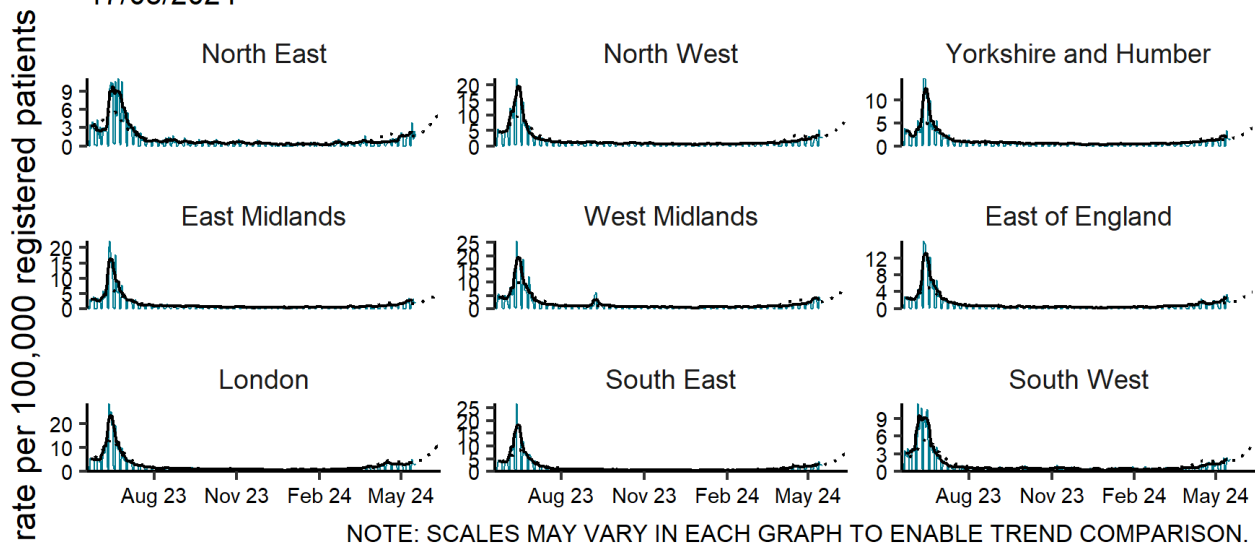 North East North West Yorkshire and Humber
9 6 3 0
20 15 10 5 0
10 5 0
East Midlands West Midlands East of England
20 15 10 5 0
25 20 15 10 5 0
12 8 4 0
London South East South West
20 10 0
25 20 15 10 5 0
9 6 3 0
Aug 23 Nov 23 Feb 24 May 24 Aug 23 Nov 23 Feb 24 May 24 Aug 23 Nov 23 Feb 24 May 24
rate per 100,000 registered patients
NOTE: SCALES MAY VARY IN EACH GRAPH TO ENABLE TREND COMPARISON.